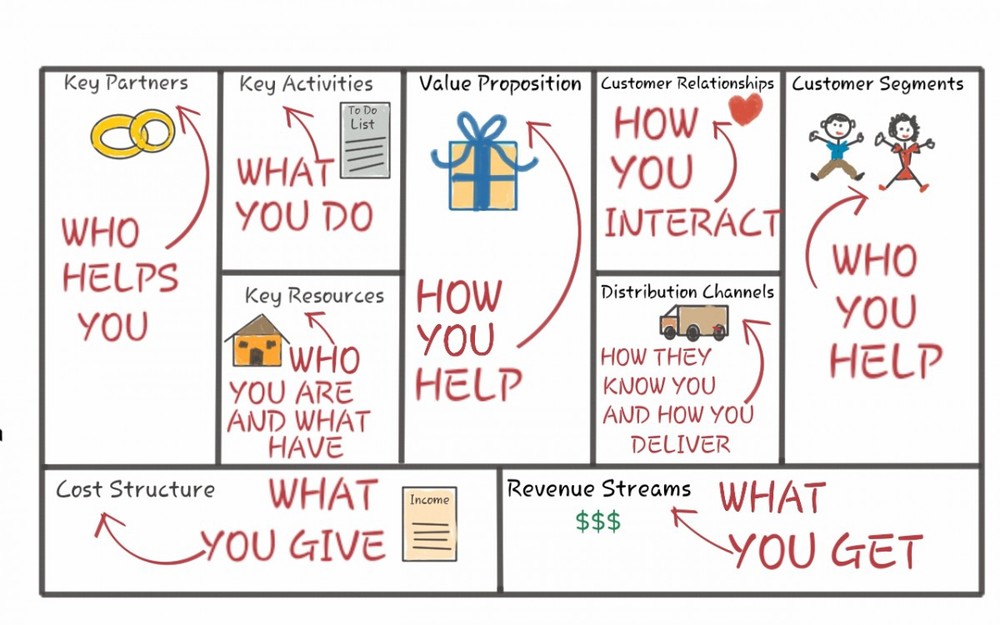 Key Partners
WHO
HELPS
YOU
Key Activities
To Do
List
WHAT
YOU DO
Key Resources
WHO
YOU ARE
AND WHAT
HAVE
Value Proposition
HOW
YOU
HELP
Customer Relationships
HOW
YOU
INTERACT
Distribution Channels
HOW THEY
KNOW YOU
AND HOW YOU
DELIVER
Customer Segments
WHO
YOU
HELP
Cost Structure
WHAT
YOU GIVE
Income
Revenue Streams
$$$
WHAT
YOU GET